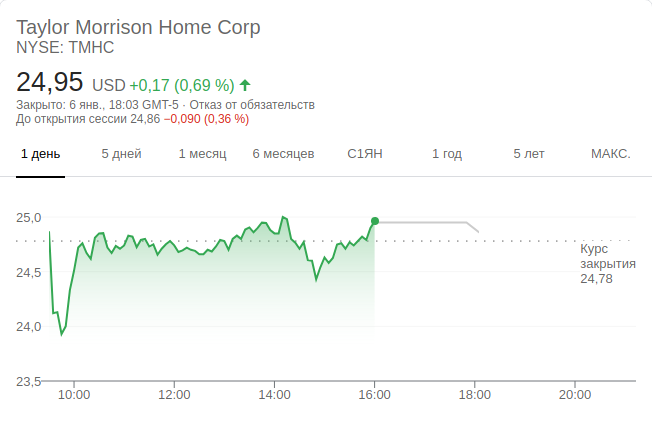 Taylor Morrison Home Corp
NYSE: TMHC
24,95 USD +0,17 (0,69 %)
Закрыто: 6 янв., 18:03 GMT-5 · Отказ от обязательств
До открытия сессии 24,86 −0,090 (0,36 %)
1 день 5 дней 1 месяц 6 месяцев С1ЯН 1 год 5 лет МАКС.
25,0
24,5
24,0
23,5
Курс
закрытия
24,78
10:00 12:00 14:00 16:00 18:00 20:00